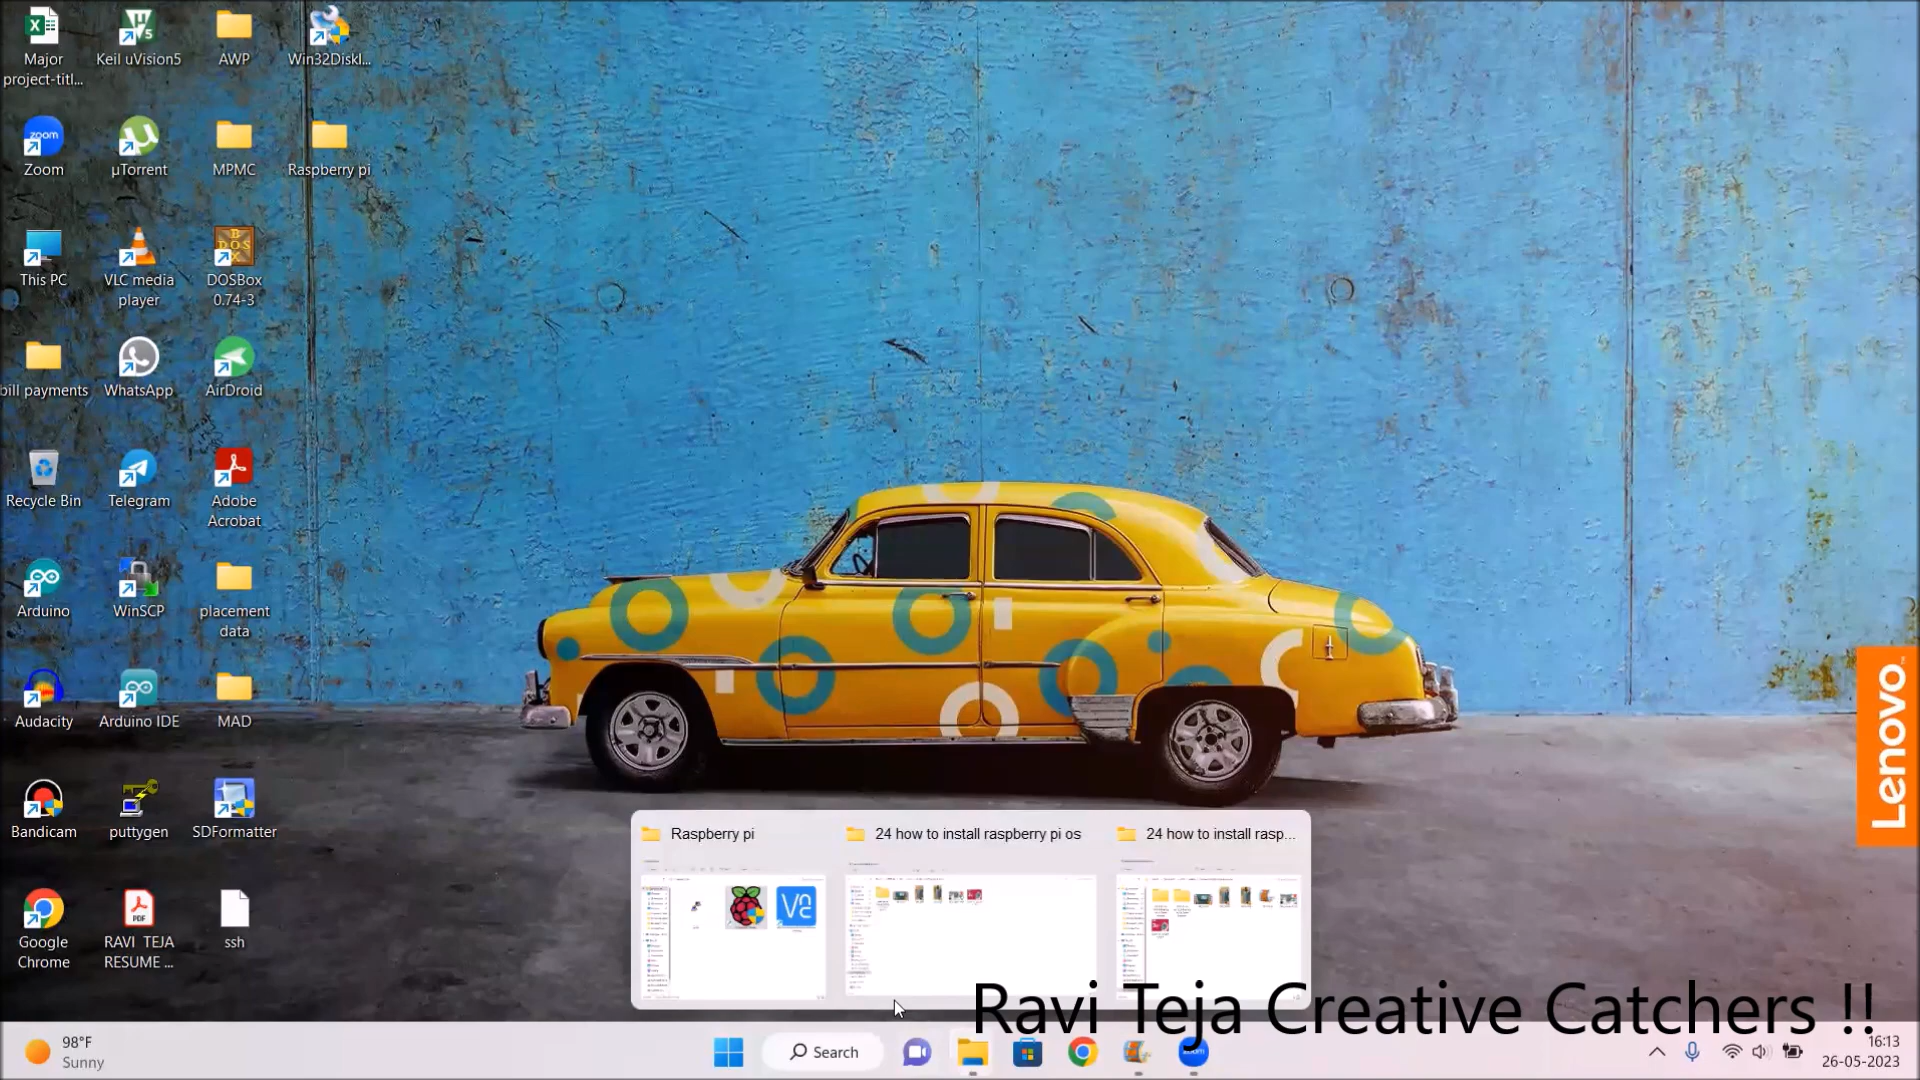 Major
project-titl...
Keil uVision5
AWP
Win32DiskI...
zoom
Zoom
µTorrent
MPMC
Raspberry pi
This PC
VLC media
player
DOSBox
0.74-3
bill payments
WhatsApp
AirDroid
Recycle Bin
Telegram
Adobe
Acrobat
Arduino
WinSCP
placement
data
Audacity
Arduino IDE
MAD
Bandicam
puttygen
SDFormatter
Google
Chrome
PDF
RAVI TEJA
RESUME ...
ssh
Lenovo
Raspberry pi
24 how to install raspberry pi os
24 how to install rasp...
Ravi Teja Creative Catchers !!
98°F
Sunny
Search
16:13
26-05-2023